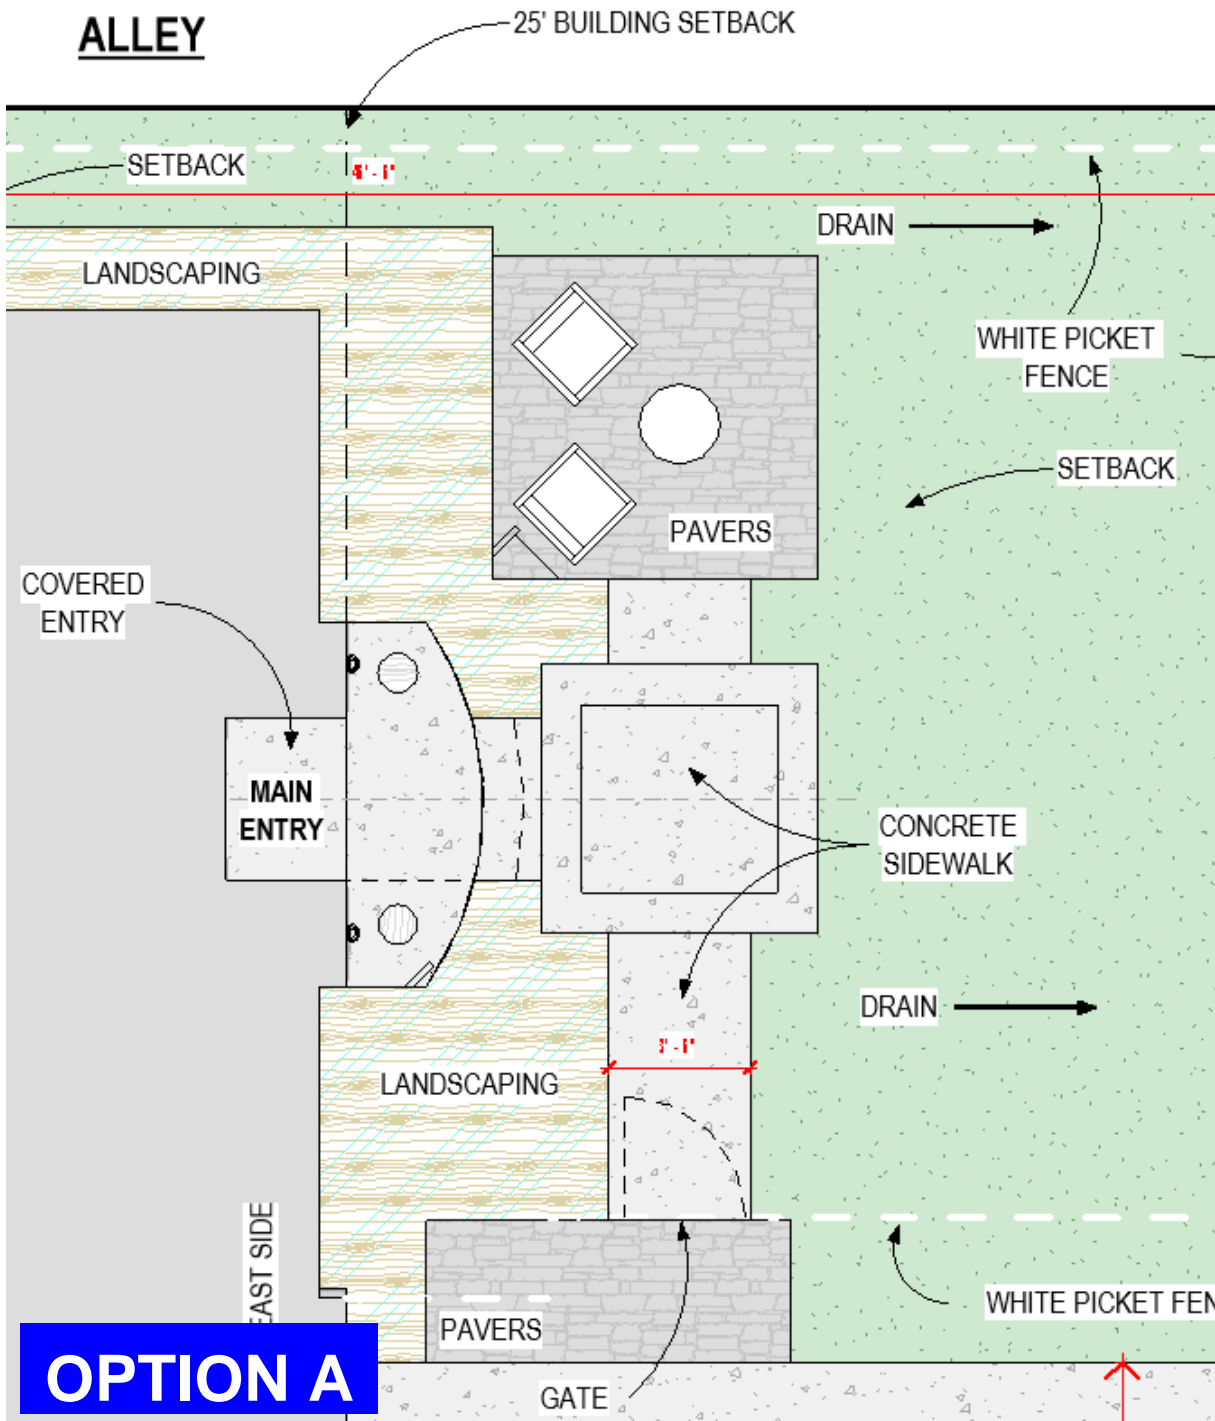 ALLEY
25' BUILDING SETBACK
SETBACK
DRAIN
LANDSCAPING
WHITE PICKET
FENCE
SETBACK
PAVERS
COVERED
ENTRY
MAIN
ENTRY
CONCRETE
SIDEWALK
DRAIN
LANDSCAPING
EAST SIDE
WHITE PICKET FEN
PAVERS
OPTION A
GATE